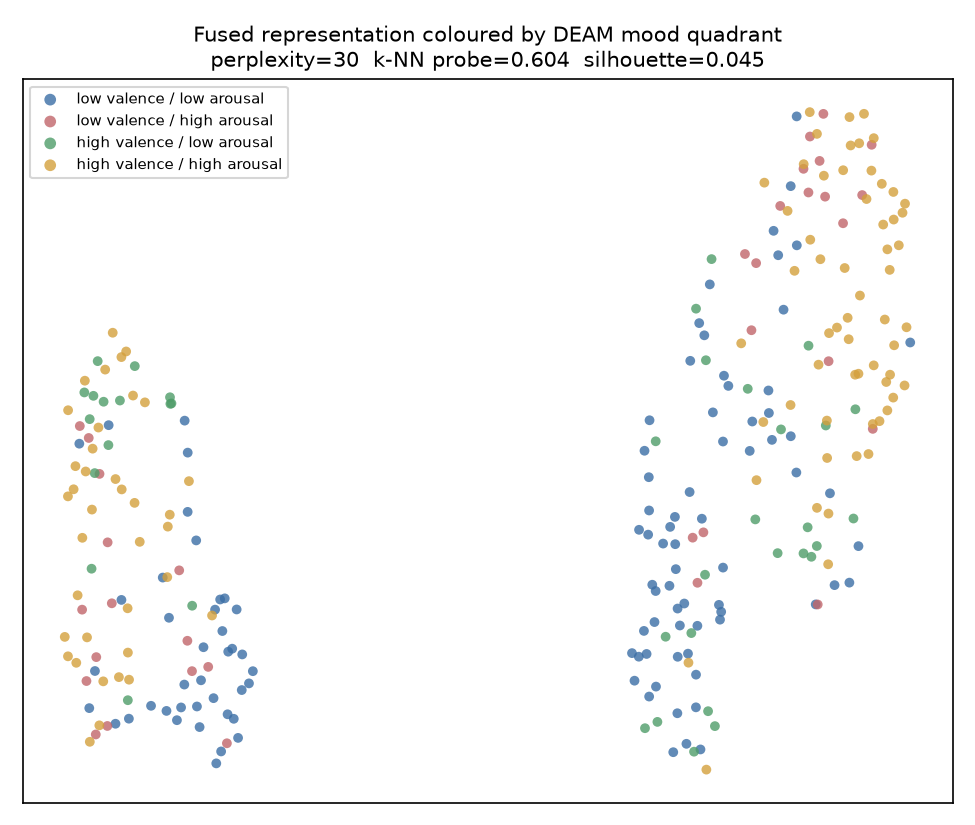 Fused representation coloured by DEAM mood quadrant
perplexity=30  k-NN probe=0.604  silhouette=0.045
low valence / low arousal
low valence / high arousal
high valence / low arousal
high valence / high arousal